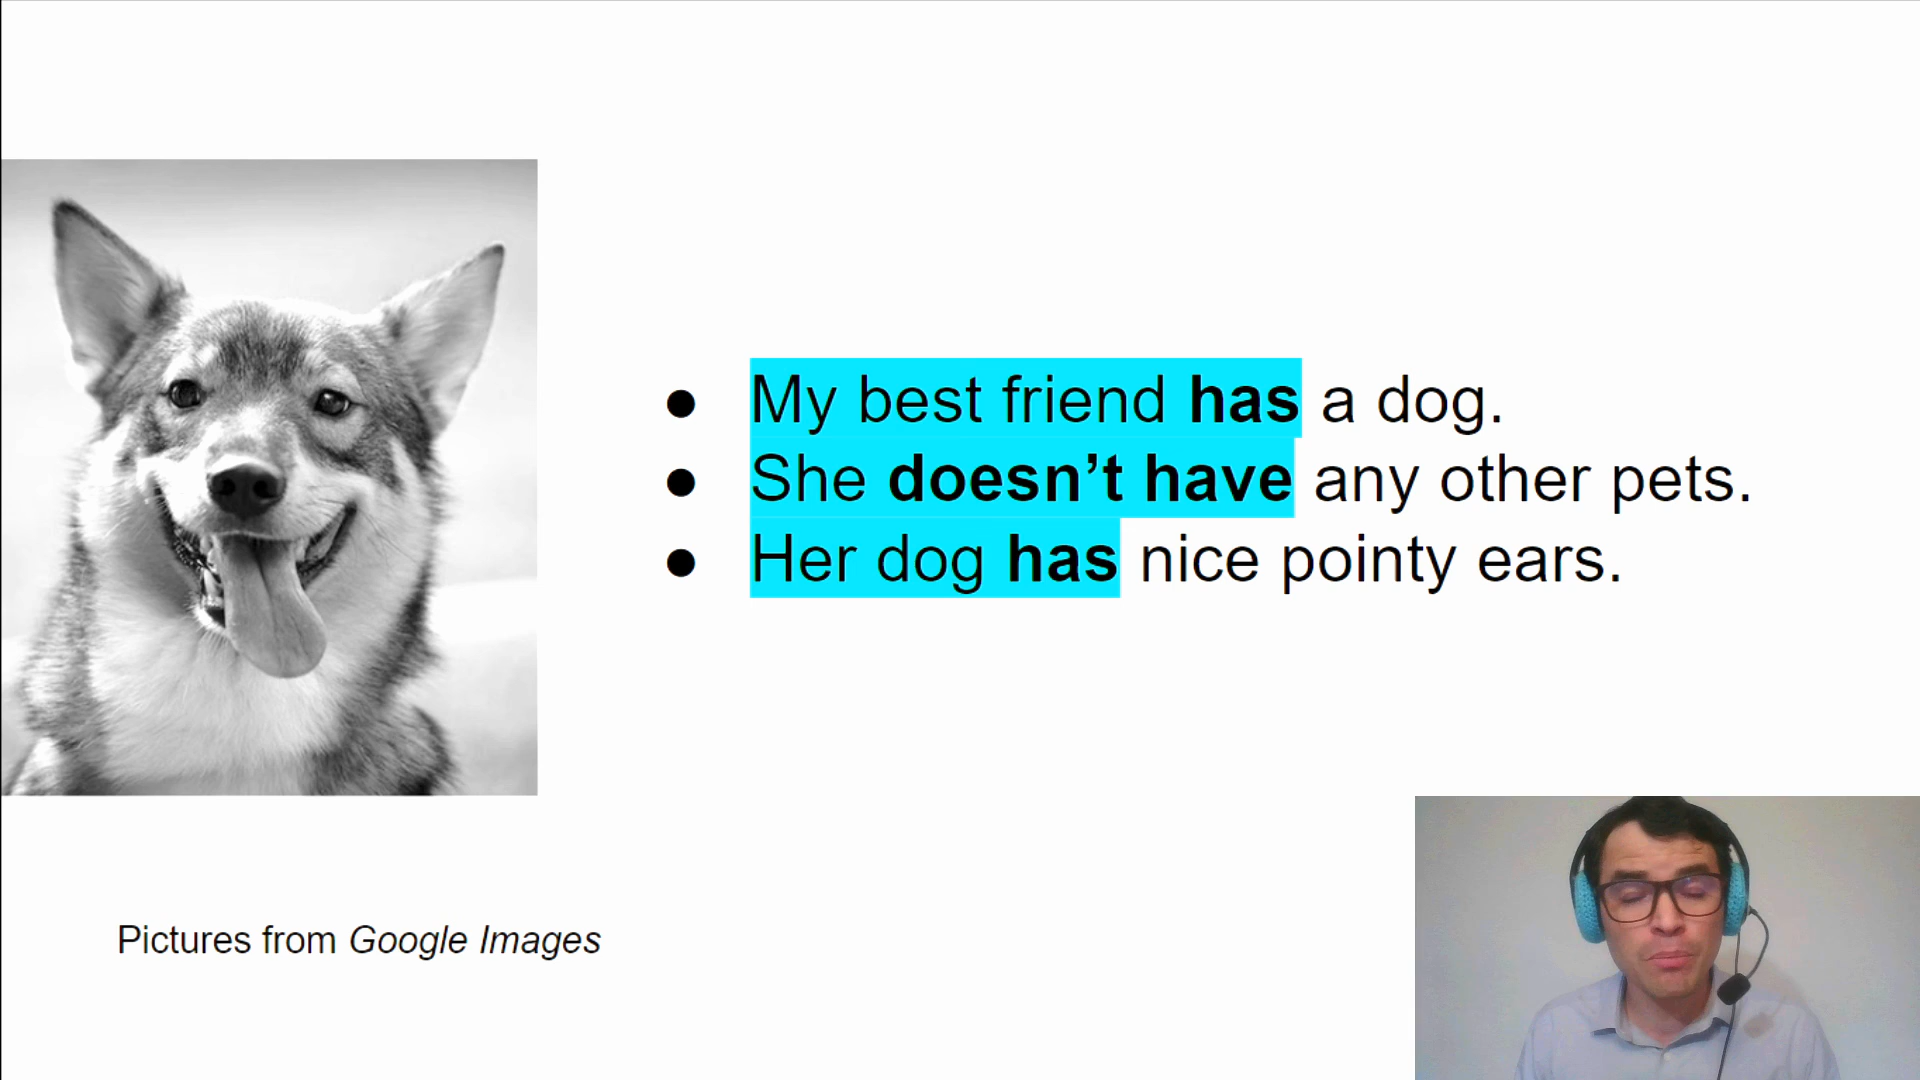 ● My best friend has a dog.
● She doesn’t have any other pets.
● Her dog has nice pointy ears.
Pictures from Google Images